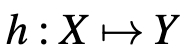 h : X ↦ Y